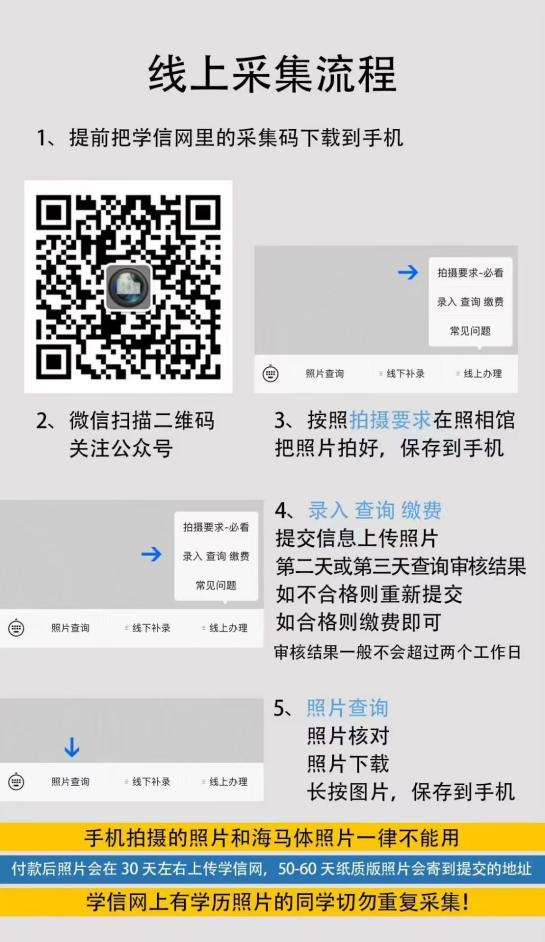 线上采集流程
1、提前把学信网里的采集码下载到手机
拍摄要求-必看
录入 查询 缴费
常见问题
照片查询
线下补录
线上办理
2、微信扫描二维码
关注公众号
3、按照拍摄要求在照相馆
把照片拍好，保存到手机
拍摄要求-必看
录入 查询 缴费
常见问题
照片查询
线下补录
线上办理
4、录入 查询 缴费
提交信息上传照片
第二天或第三天查询审核结果
如不合格则重新提交
如合格则缴费即可
审核结果一般不会超过两个工作日
照片查询
线下补录
线上办理
5、照片查询
照片核对
照片下载
长按图片，保存到手机
手机拍摄的照片和海马体照片一律不能用
付款后照片会在 30 天左右上传学信网，50-60 天纸质版照片会寄到提交的地址
学信网上有学历照片的同学切勿重复采集！